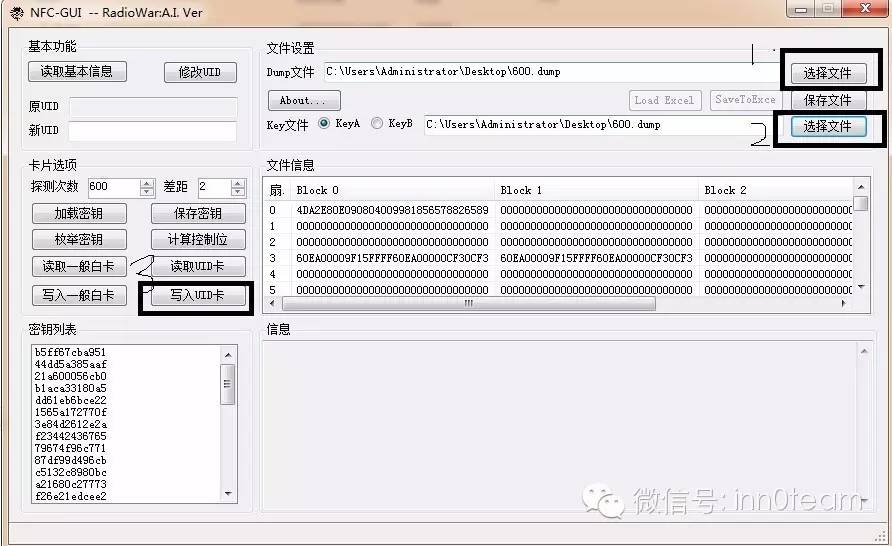 NFC-GUI -- RadioWar:A.I. Ver
基本功能
读取基本信息 修改UID
原UID
新UID
文件设置
Dump文件 C:\Users\Administrator\Desktop\600.dump 选择文件
About... Load Excel SaveToExce 保存文件
Key文件 KeyA KeyB C:\Users\Administrator\Desktop\600.dump 选择文件
1
2
卡片选项
探测次数 600 差距 2
加载密钥 保存密钥
枚举密钥 计算控制位
读取一般白卡 读取UID卡
写入一般白卡 写入UID卡
3
文件信息
扇. Block 0 Block 1 Block 2
0 4DA2E80E0908040099818565788 26589 00000000000000000000000000000000 000000000000000000000000000
1 00000000000000000000000000000000 00000000000000000000000000000000 000000000000000000000000000
2 00000000000000000000000000000000 00000000000000000000000000000000 000000000000000000000000000
3 60EA00009F15FFFF60EA00000CF30CF3 60EA00009F15FFFF60EA00000CF30CF3 000000000000000000000000000
4 00000000000000000000000000000000 00000000000000000000000000000000 000000000000000000000000000
5 00000000000000000000000000000000 00000000000000000000000000000000 000000000000000000000000000
密钥列表
b5ff67cba951
44dd5a385aaf
21a600056cb0
b1aca33180a5
dd61eb6bce22
1565a172770f
3e84d2612e2a
f23442436765
79674f96c771
87df99d496cb
c5132c8980bc
a21680c27773
f26e21edcee2
信息
微信号: inn0team